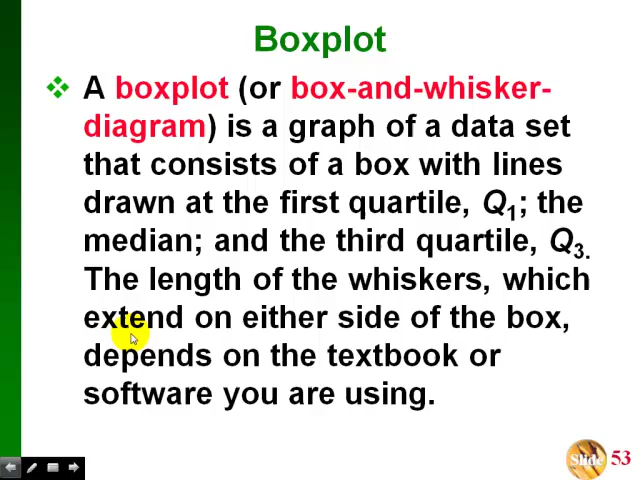 Boxplot
A boxplot (or box-and-whisker-
diagram) is a graph of a data set
that consists of a box with lines
drawn at the first quartile, Q1; the
median; and the third quartile, Q3.
The length of the whiskers, which
extend on either side of the box,
depends on the textbook or
software you are using.
Slide 53